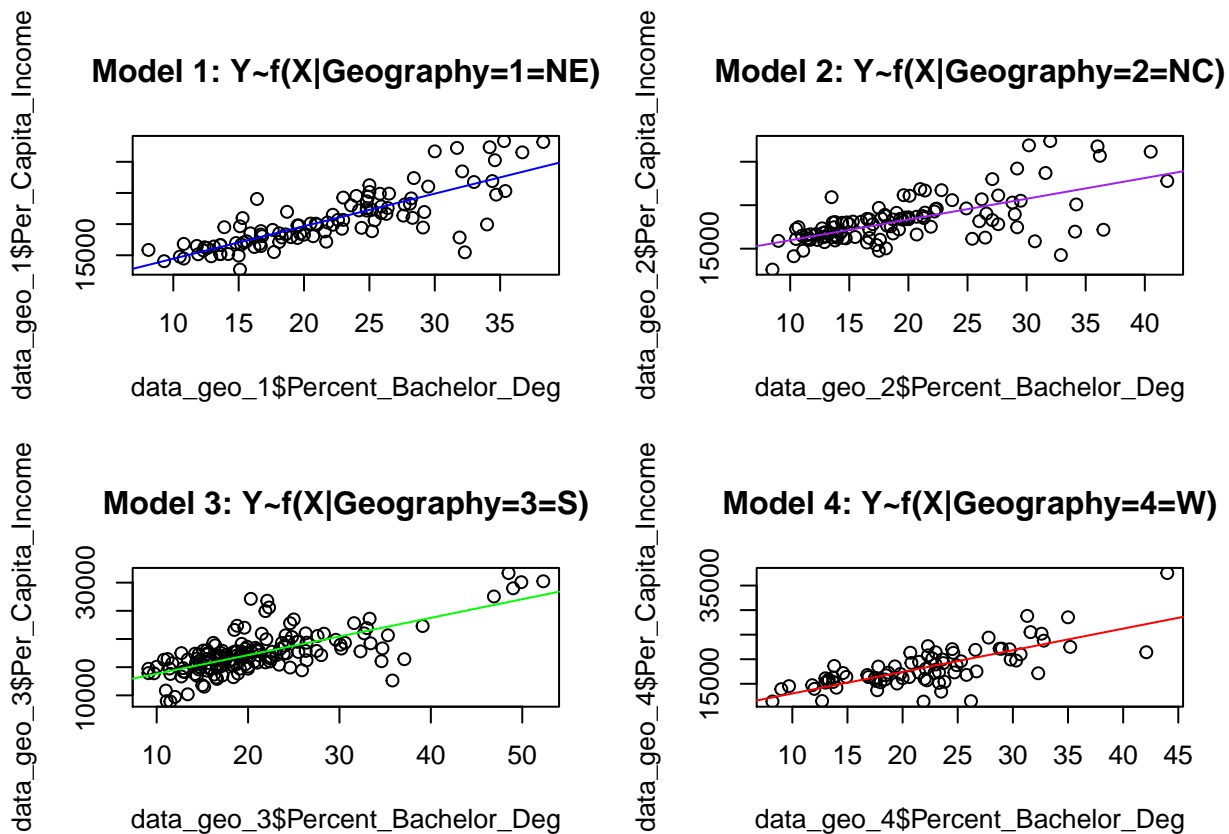 Model 1: Y~f(X|Geography=1=NE)
data_geo_1$Per_Capita_Income
15000
10 15 20 25 30 35
data_geo_1$Percent_Bachelor_Deg
Model 2: Y~f(X|Geography=2=NC)
data_geo_2$Per_Capita_Income
15000
10 15 20 25 30 35 40
data_geo_2$Percent_Bachelor_Deg
Model 3: Y~f(X|Geography=3=S)
data_geo_3$Per_Capita_Income
10000 30000
10 20 30 40 50
data_geo_3$Percent_Bachelor_Deg
Model 4: Y~f(X|Geography=4=W)
data_geo_4$Per_Capita_Income
15000 35000
10 15 20 25 30 35 40 45
data_geo_4$Percent_Bachelor_Deg